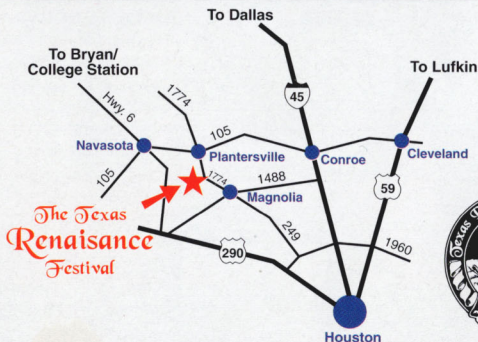 To Dallas
To Bryan/
College Station
To Lufkin
1774
45
Hwy. 6
105
Navasota
Plantersville
Conroe
Cleveland
1774
1488
59
105
Magnolia
The Texas
Renaisance
Festival
249
290
1960
Houston
Texas